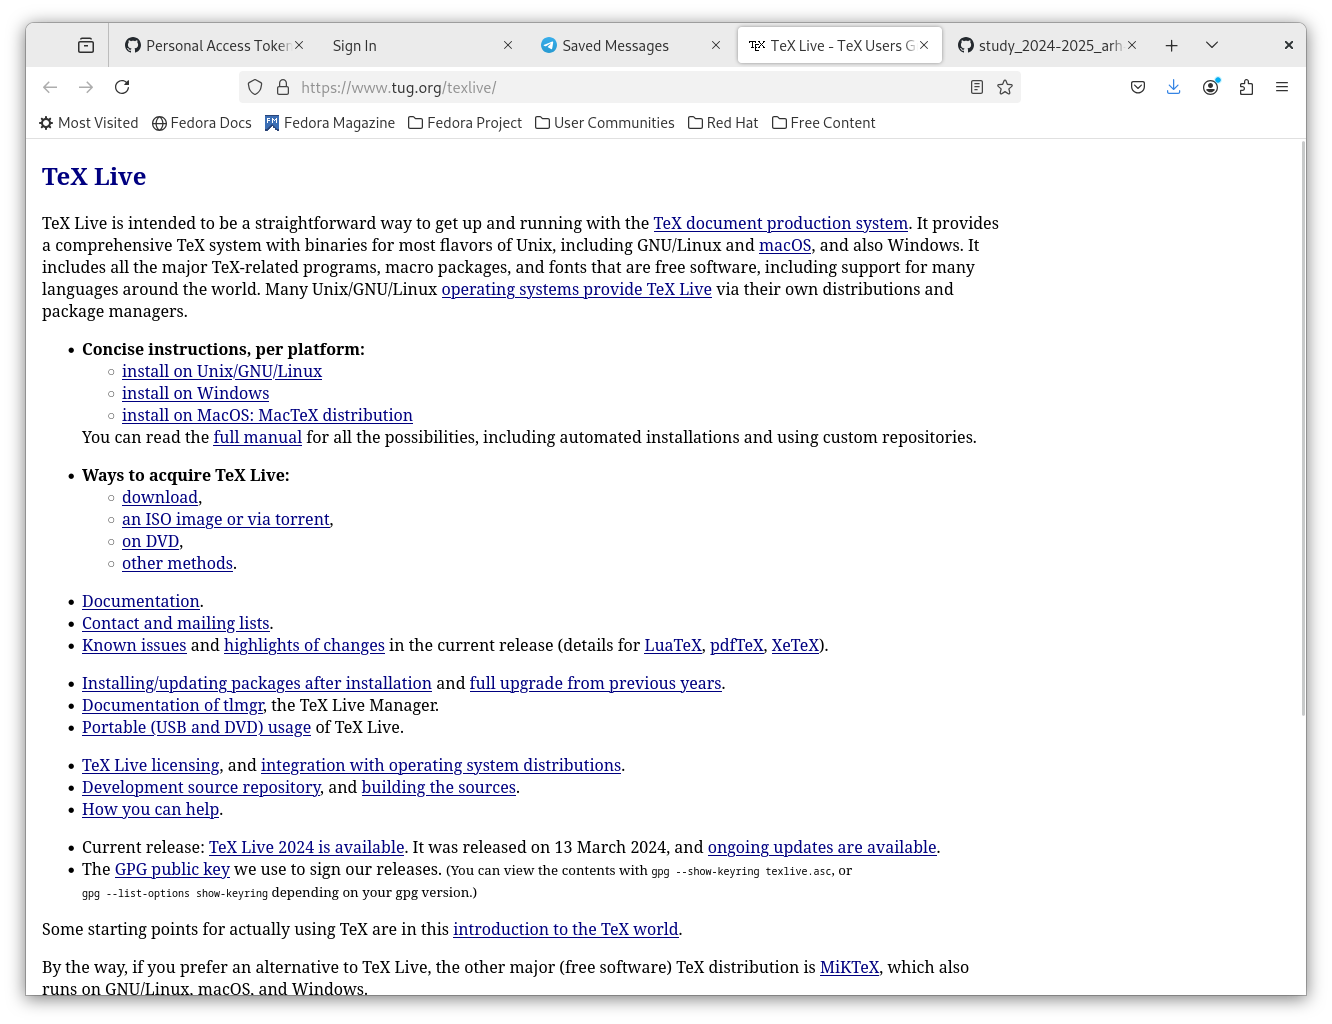 Personal Access Token
Sign In
Saved Messages
TeX Live - TeX Users G
study_2024-2025_arh
https://www.tug.org/texlive/
Most Visited
Fedora Docs
Fedora Magazine
Fedora Project
User Communities
Red Hat
Free Content
TeX Live
TeX Live is intended to be a straightforward way to get up and running with the TeX document production system. It provides
a comprehensive TeX system with binaries for most flavors of Unix, including GNU/Linux and macOS, and also Windows. It
includes all the major TeX-related programs, macro packages, and fonts that are free software, including support for many
languages around the world. Many Unix/GNU/Linux operating systems provide TeX Live via their own distributions and
package managers.
• Concise instructions, per platform:
◦ install on Unix/GNU/Linux
◦ install on Windows
◦ install on MacOS: MacTeX distribution
You can read the full manual for all the possibilities, including automated installations and using custom repositories.
• Ways to acquire TeX Live:
◦ download,
◦ an ISO image or via torrent,
◦ on DVD,
◦ other methods.
• Documentation.
• Contact and mailing lists.
• Known issues and highlights of changes in the current release (details for LuaTeX, pdfTeX, XeTeX).
• Installing/updating packages after installation and full upgrade from previous years.
• Documentation of tlmgr, the TeX Live Manager.
• Portable (USB and DVD) usage of TeX Live.
• TeX Live licensing, and integration with operating system distributions.
• Development source repository, and building the sources.
• How you can help.
• Current release: TeX Live 2024 is available. It was released on 13 March 2024, and ongoing updates are available.
• The GPG public key we use to sign our releases. (You can view the contents with gpg --show-keyring texlive.asc, or
gpg --list-options show-keyring depending on your gpg version.)
Some starting points for actually using TeX are in this introduction to the TeX world.
By the way, if you prefer an alternative to TeX Live, the other major (free software) TeX distribution is MiKTeX, which also
runs on GNU/Linux, macOS, and Windows.